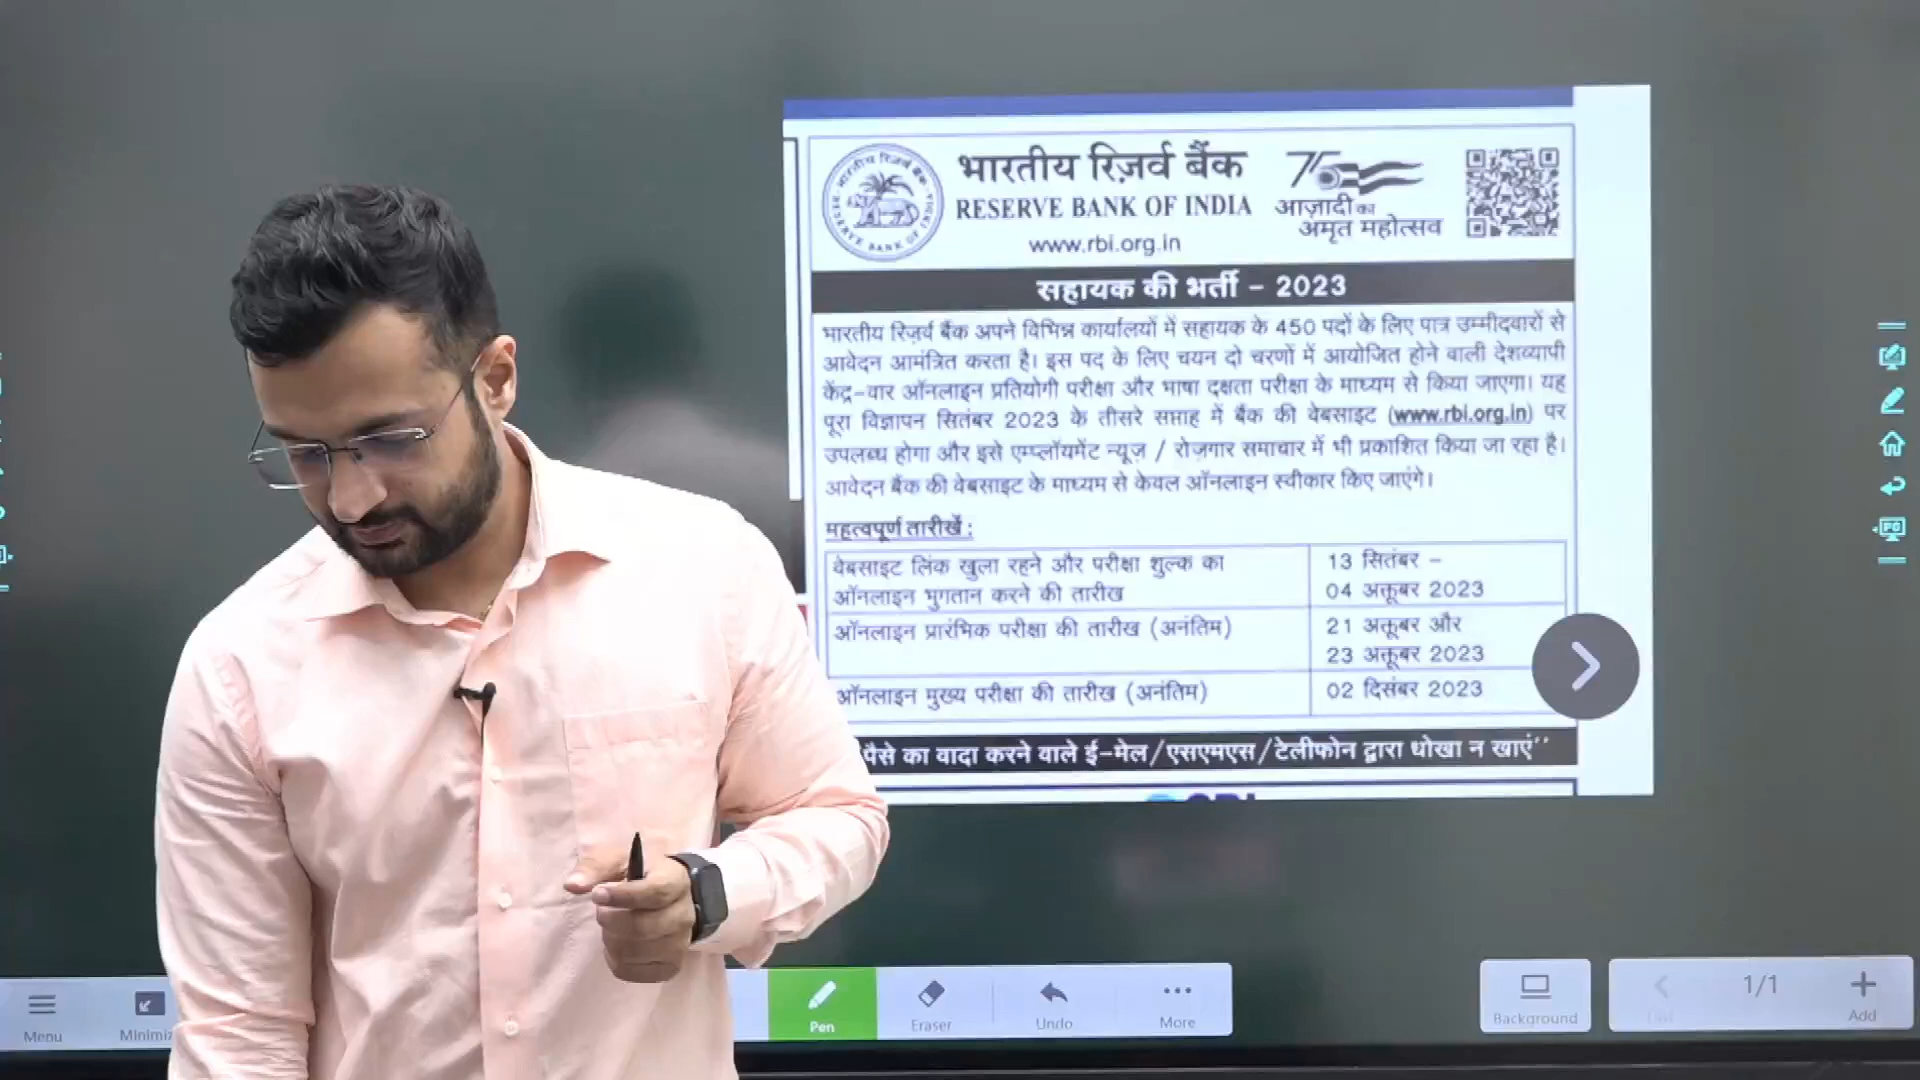 भारतीय रिज़र्व बैंक
RESERVE BANK OF INDIA
www.rbi.org.in
75
आज़ादी का
अमृत महोत्सव
सहायक की भर्ती - 2023
भारतीय रिज़र्व बैंक अपने विभिन्न कार्यालयों में सहायक के 450 पदों के लिए पात्र उम्मीदवारों से
आवेदन आमंत्रित करता है। इस पद के लिए चयन दो चरणों में आयोजित होने वाली देशव्यापी
केंद्र-वार ऑनलाइन प्रतियोगी परीक्षा और भाषा दक्षता परीक्षा के माध्यम से किया जाएगा। यह
पूरा विज्ञापन सितंबर 2023 के तीसरे सप्ताह में बैंक की वेबसाइट (www.rbi.org.in) पर
उपलब्ध होगा और इसे एम्प्लॉयमेंट न्यूज़ / रोज़गार समाचार में भी प्रकाशित किया जा रहा है।
आवेदन बैंक की वेबसाइट के माध्यम से केवल ऑनलाइन स्वीकार किए जाएंगे।
महत्वपूर्ण तारीखें :
वेबसाइट लिंक खुला रहने और परीक्षा शुल्क का
ऑनलाइन भुगतान करने की तारीख
13 सितंबर -
04 अक्तूबर 2023
ऑनलाइन प्रारंभिक परीक्षा की तारीख (अनंतिम)
21 अक्तूबर और
23 अक्तूबर 2023
ऑनलाइन मुख्य परीक्षा की तारीख (अनंतिम)
02 दिसंबर 2023
पैसे का वादा करने वाले ई-मेल/एसएमएस/टेलीफोन द्वारा धोखा न खाएं''
Menu
Minimiz
Pen
Eraser
Undo
More
Background
1/1
Add